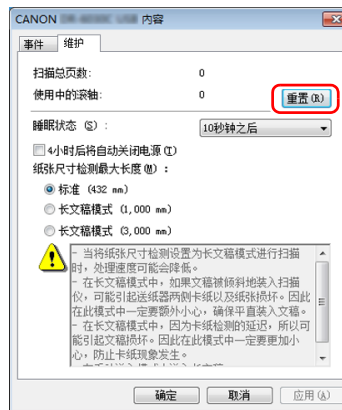 CANON 内容
事件 维护
扫描总页数: 0
使用中的滚轴: 0 重置(R)
睡眠状态 (S): 10秒钟之后
4小时后将自动关闭电源(T)
纸张尺寸检测最大长度(M):
标准 (432 mm)
长文稿模式 (1,000 mm)
长文稿模式 (3,000 mm)
- 当将纸张尺寸检测设置为长文稿模式进行扫描
时,处理速度可能会降低。
- 在长文稿模式中,如果文稿被倾斜地装入扫描
仪,可能引起送纸器两侧卡纸以及纸张损坏。因此
在此模式中一定要额外小心,确保平直装入文稿。
- 在长文稿模式中,因为卡纸检测的延迟,所以可
能引起文稿损坏。因此在此模式中一定要更加小
心,防止卡纸现象发生。
确定 取消 应用(A)